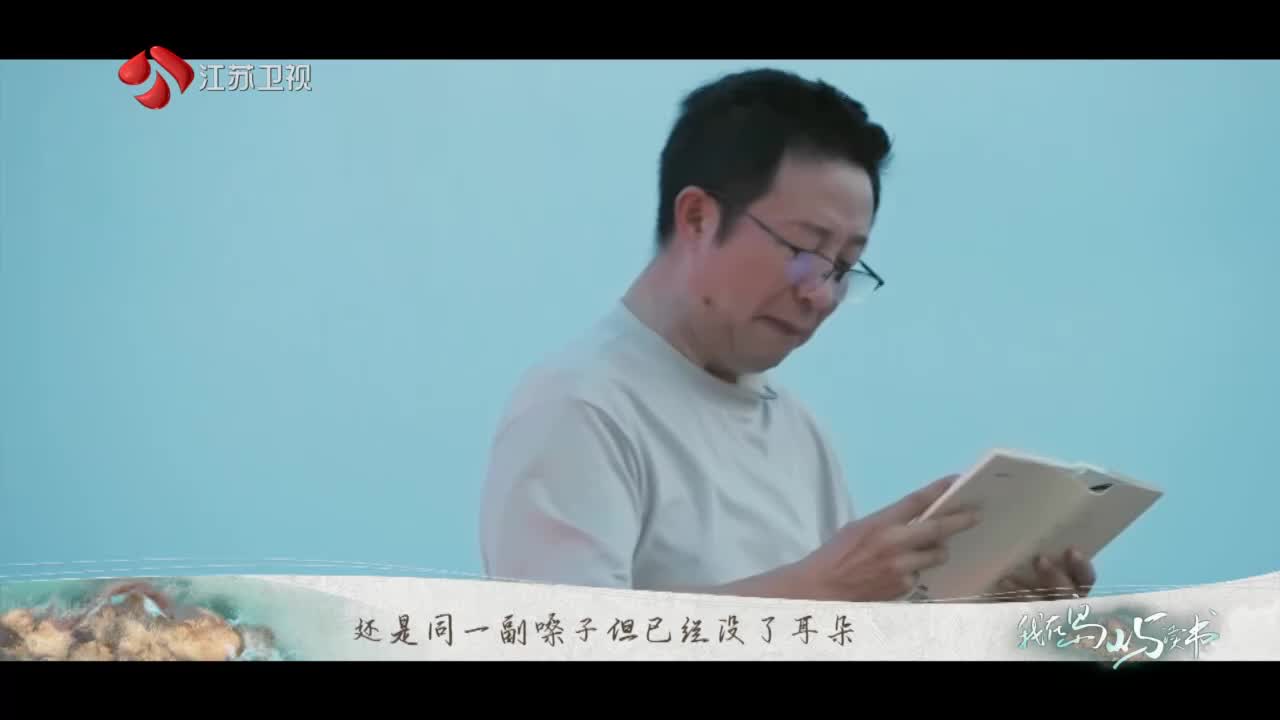 江苏卫视
还是同一副嗓子但已经没了耳朵
我在岛屿读书